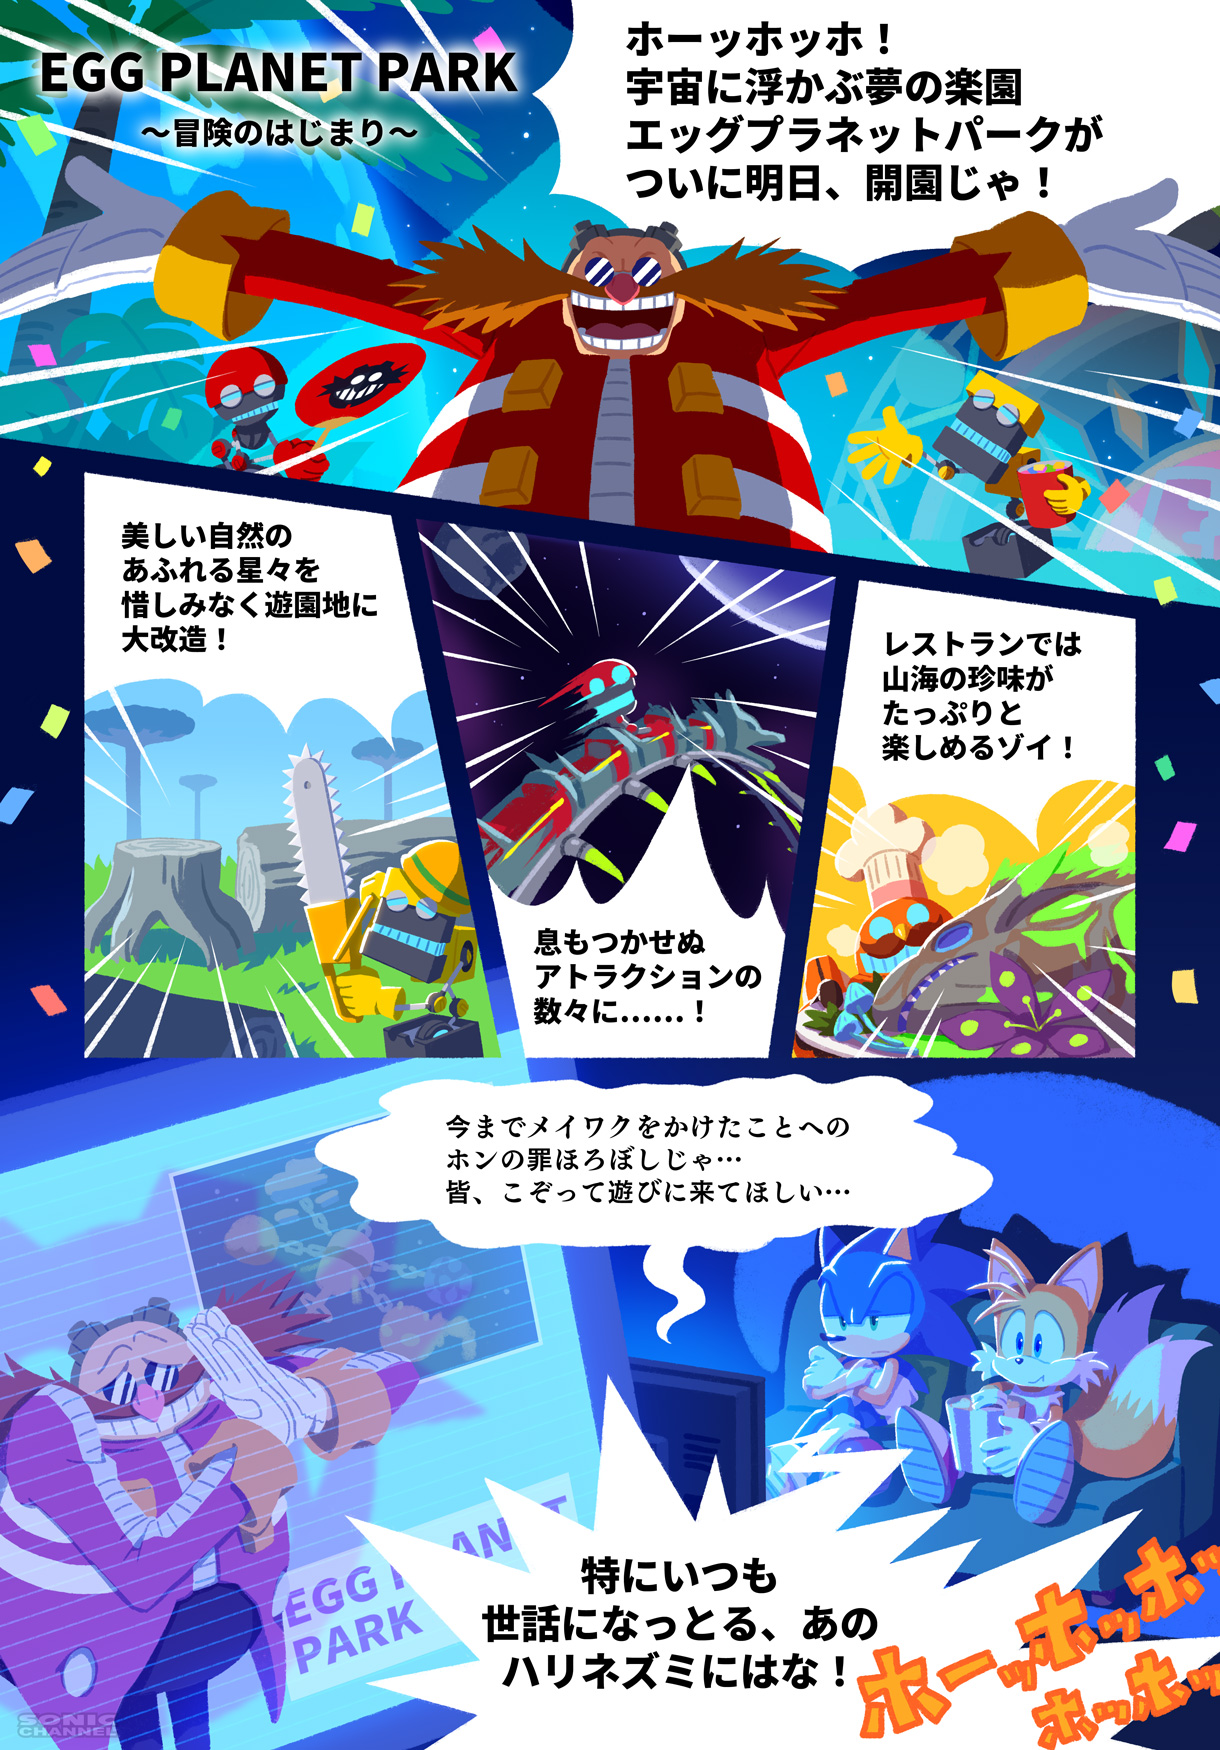 EGG PLANET PARK
～冒険のはじまり～
ホーッホッホ！
宇宙に浮かぶ夢の楽園
エッグプラネットパークが
ついに明日、開園じゃ！
美しい自然の
あふれる星々を
惜しみなく遊園地に
大改造！
息もつかせぬ
アトラクションの
数々に……！
レストランでは
山海の珍味が
たっぷりと
楽しめるゾイ！
今までメイワクをかけたことへの
ホンの罪ほろぼしじゃ…
皆、こぞって遊びに来てほしい…
EGG
PARK
特にいつも
世話になっとる、あの
ハリネズミにはな！
ホーッホッホッ
ホッホッ
SONIC
CHANNEL